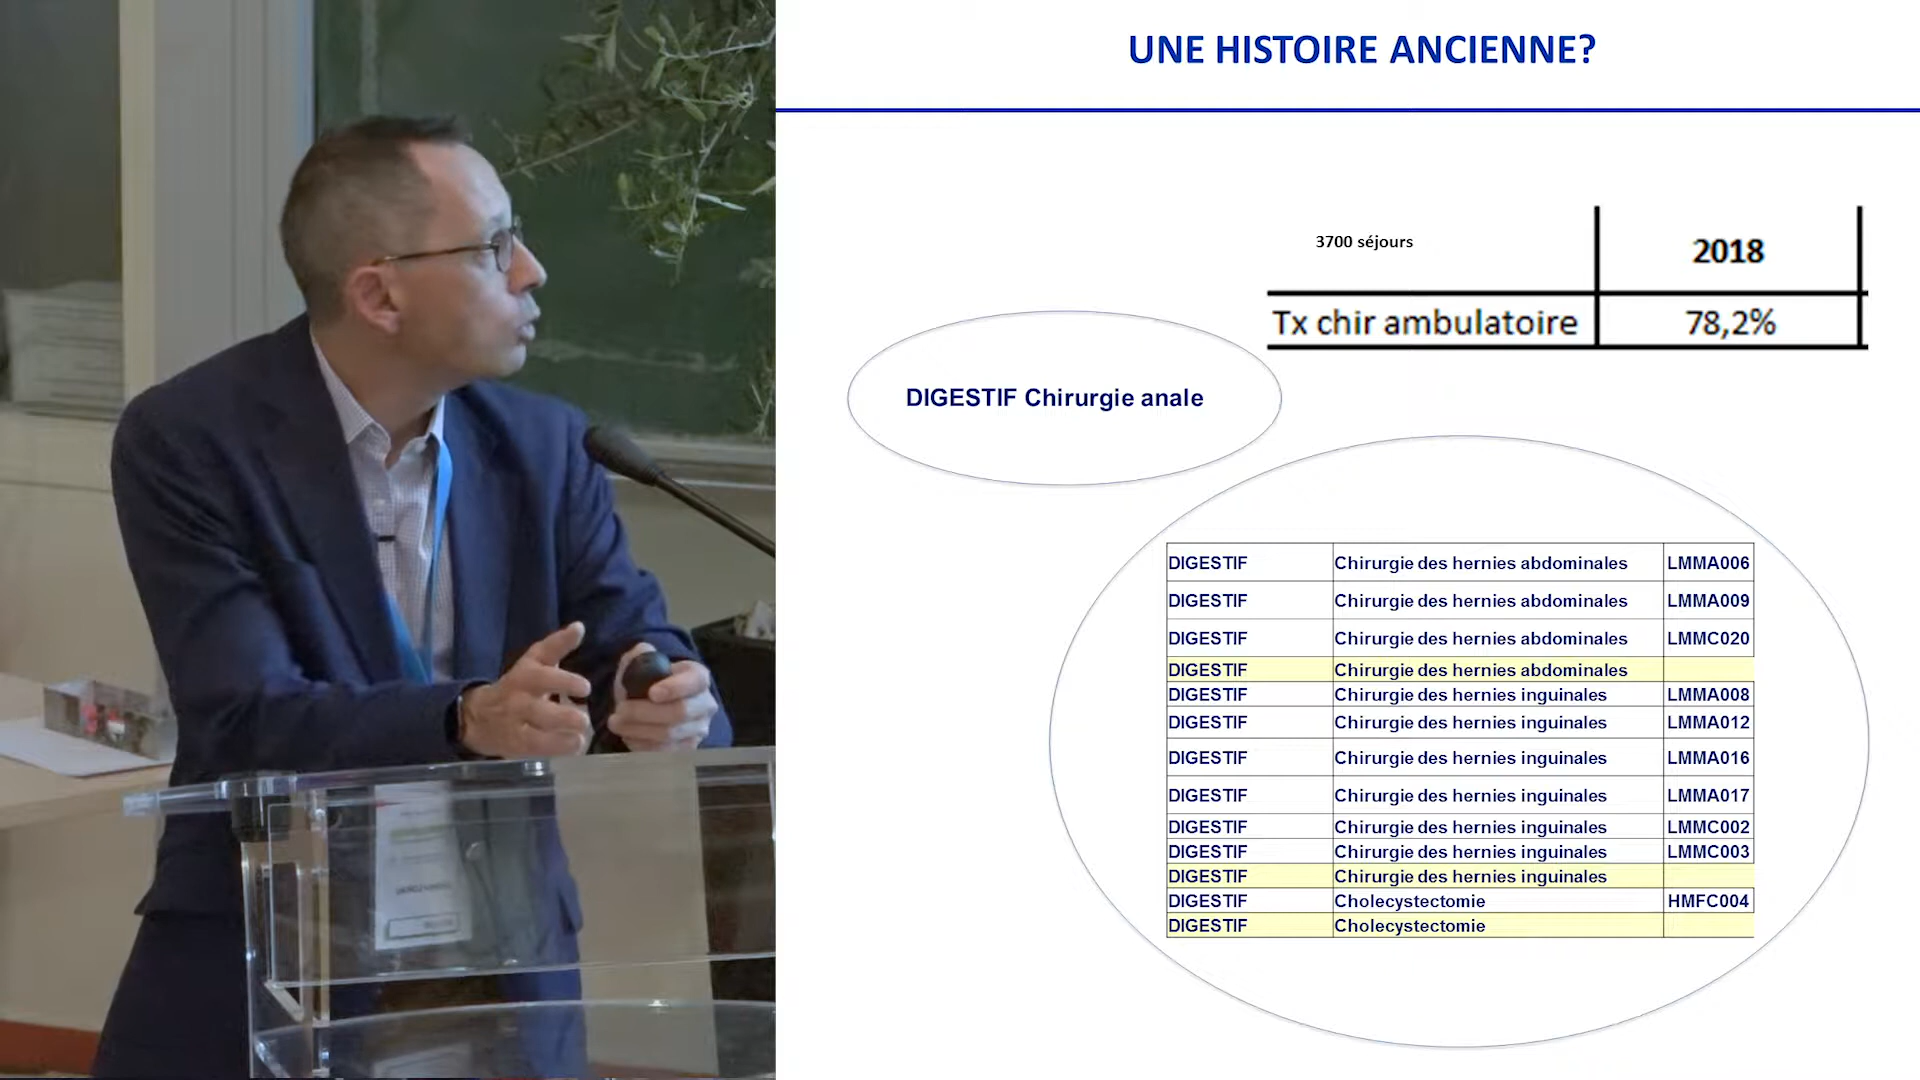 UNE HISTOIRE ANCIENNE?
3700 séjours
2018
Tx chir ambulatoire 78,2%
DIGESTIF Chirurgie anale
DIGESTIF Chirurgie des hernies abdominales LMMA006
DIGESTIF Chirurgie des hernies abdominales LMMA009
DIGESTIF Chirurgie des hernies abdominales LMMC020
DIGESTIF Chirurgie des hernies abdominales
DIGESTIF Chirurgie des hernies inguinales LMMA008
DIGESTIF Chirurgie des hernies inguinales LMMA012
DIGESTIF Chirurgie des hernies inguinales LMMA016
DIGESTIF Chirurgie des hernies inguinales LMMA017
DIGESTIF Chirurgie des hernies inguinales LMMC002
DIGESTIF Chirurgie des hernies inguinales LMMC003
DIGESTIF Chirurgie des hernies inguinales
DIGESTIF Cholecystectomie HMFC004
DIGESTIF Cholecystectomie